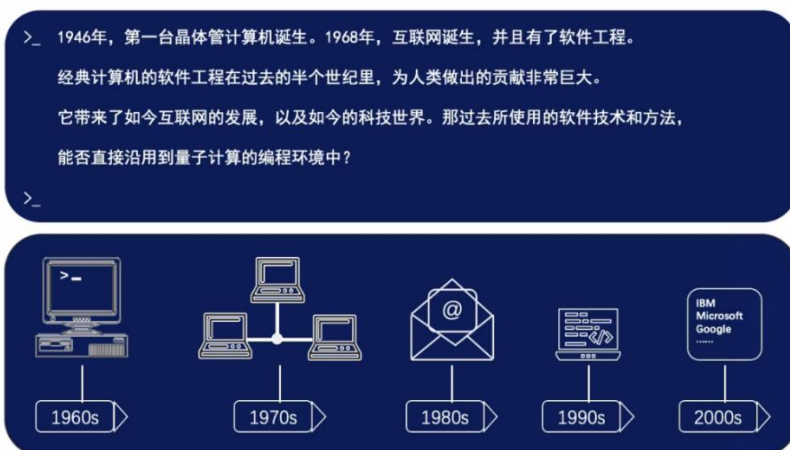 >_ 1946年，第一台晶体管计算机诞生。1968年，互联网诞生，并且有了软件工程。
经典计算机的软件工程在过去的半个世纪里，为人类做出的贡献非常巨大。
它带来了如今互联网的发展，以及如今的科技世界。那过去所使用的软件技术和方法，
能否直接沿用到量子计算的编程环境中？
>_
>_
@
</>
IBM
Microsoft
Google
……
1960s
1970s
1980s
1990s
2000s